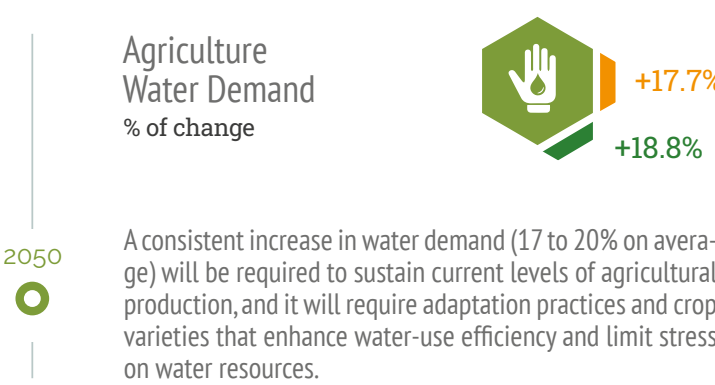 Agriculture
Water Demand
% of change
+17.7%
+18.8%
2050
A consistent increase in water demand (17 to 20% on avera-
ge) will be required to sustain current levels of agricultural
production, and it will require adaptation practices and crop
varieties that enhance water-use efficiency and limit stress
on water resources.